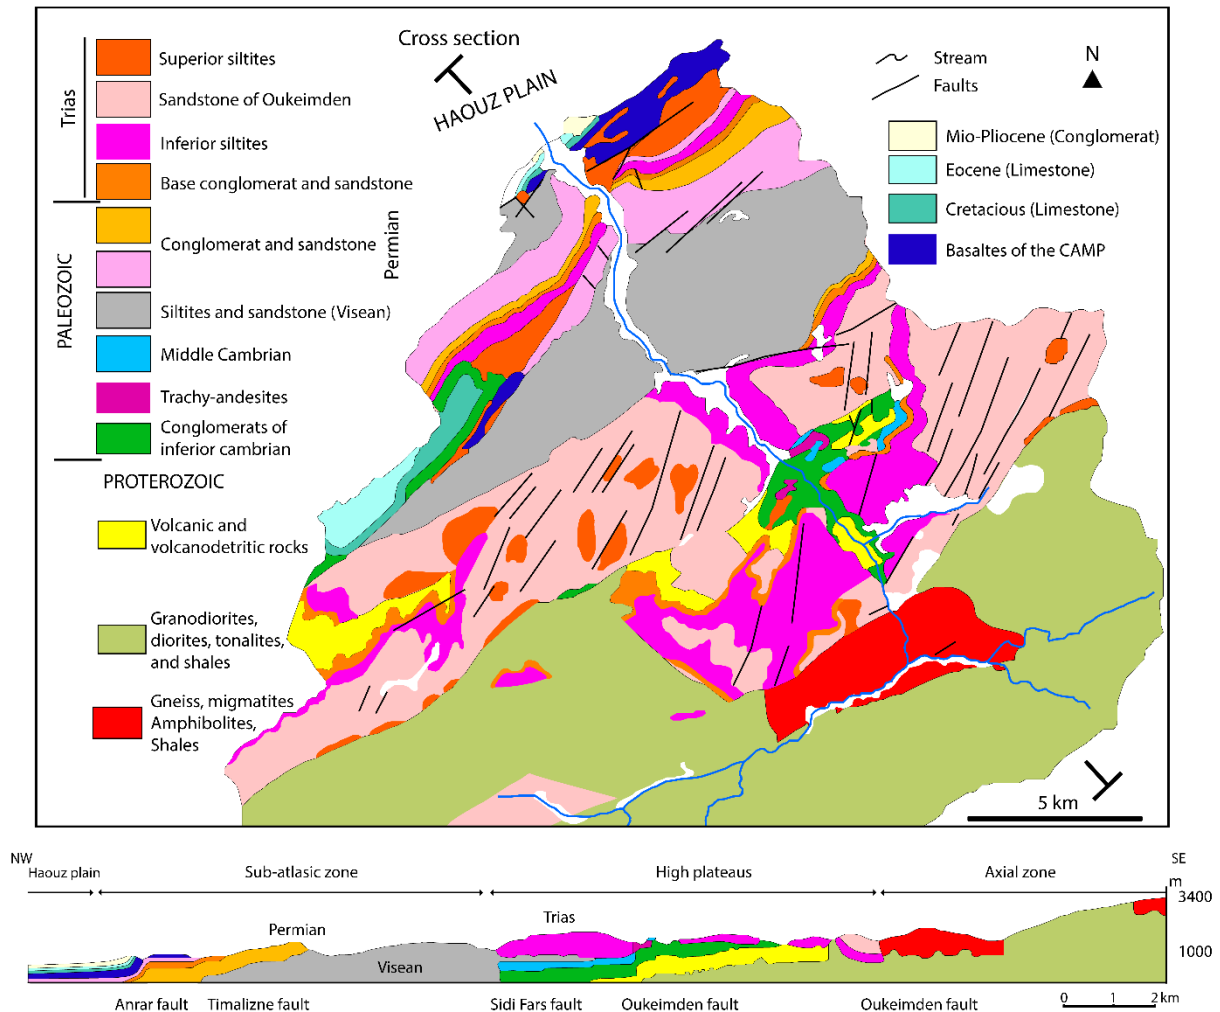 Cross section
HAOUZ PLAIN
Trias
Superior siltites
Sandstone of Oukeimden
Inferior siltites
Base conglomerat and sandstone
PALEOZOIC
Conglomerat and sandstone
Permian
Siltites and sandstone (Visean)
Middle Cambrian
Trachy-andesites
Conglomerats of
inferior cambrian
PROTEROZOIC
Volcanic and
volcanodetritic rocks
Granodiorites,
diorites, tonalites,
and shales
Gneiss, migmatites
Amphibolites,
Shales
Stream
Faults
N
Mio-Pliocene (Conglomerat)
Eocene (Limestone)
Cretacious (Limestone)
Basaltes of the CAMP
5 km
NW
SE
Haouz plain
Sub-atlasic zone
High plateaus
Axial zone
m
3400
1000
Permian
Visean
Trias
Anrar fault
Timalizne fault
Sidi Fars fault
Oukeimden fault
Oukeimden fault
0 1 2 km